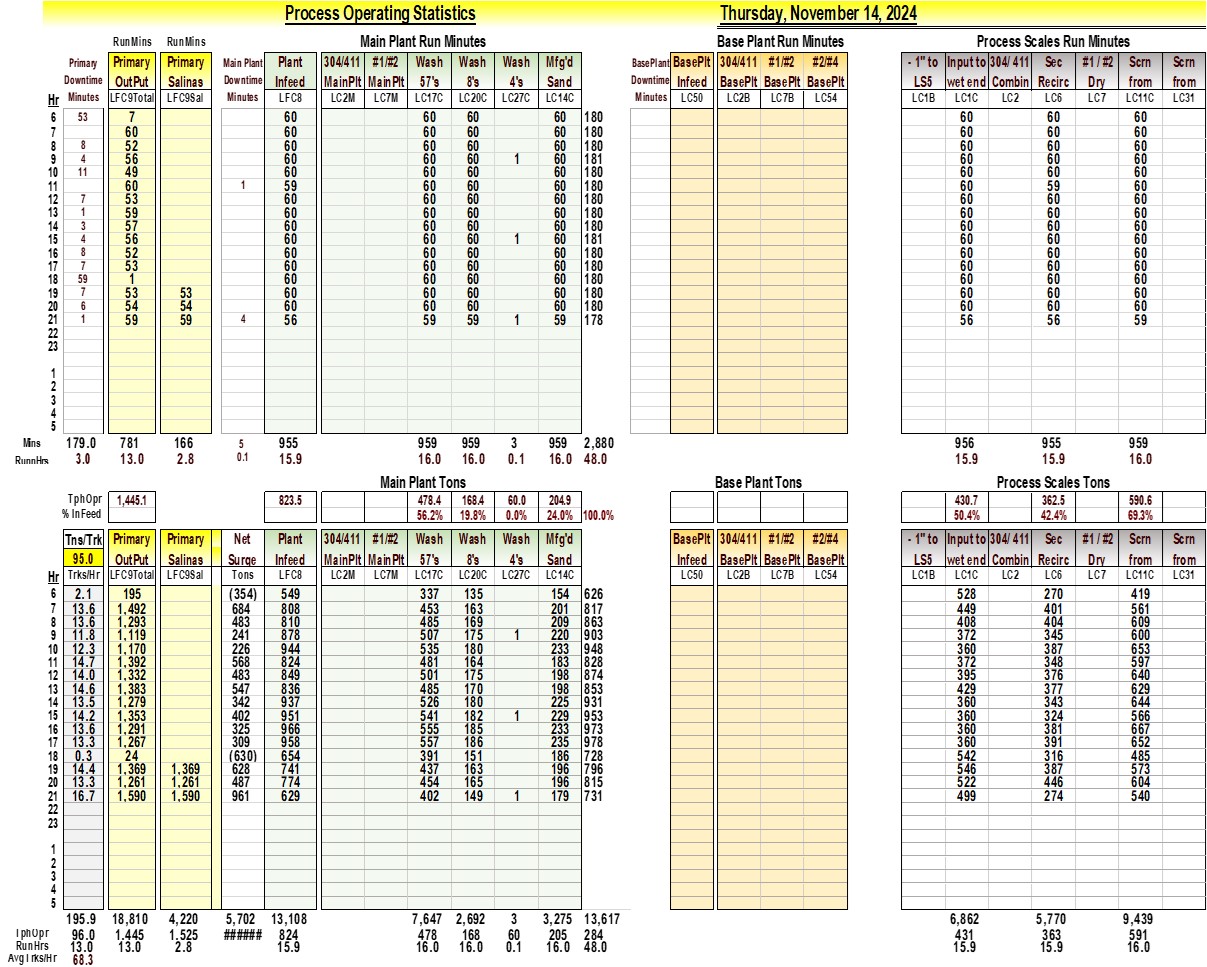 Process Operating Statistics Thursday, November 14, 2024
RunMins RunMins Main Plant Run Minutes Base Plant Run Minutes Process Scales Run Minutes
Primary Primary Primary Main Plant Plant 304/411 #1/#2 Wash Wash Wash Mfg'd BasePlant BasePlt 304/411 #1/#2 #2/#4 - 1" to Input to 304/ 411 Sec #1 / #2 Scrn Scrn
Downtime OutPut Salinas Downtime Infeed MainPlt MainPlt 57's 8's 4's Sand Downtime Infeed BasePlt BasePlt BasePlt LS5 wet end Combin Recirc Dry from from
Hr Minutes LFC9Total LFC9Sal Minutes LFC8 LC2M LC7M LC17C LC20C LC27C LC14C Minutes LC50 LC2B LC7B LC54 LC1B LC1C LC2 LC6 LC7 LC11C LC31
6 53 7 60 60 60 60 180 60 60 60
7 60 60 60 60 60 180 60 60 60
8 8 52 60 60 60 60 180 60 60 60
9 4 56 60 60 60 1 60 181 60 60 60
10 11 49 60 60 60 60 180 60 60 60
11 60 1 59 60 60 60 180 60 59 60
12 7 53 60 60 60 60 180 60 60 60
13 1 59 60 60 60 60 180 60 60 60
14 3 57 60 60 60 60 180 60 60 60
15 4 56 60 60 60 1 60 181 60 60 60
16 8 52 60 60 60 60 180 60 60 60
17 7 53 60 60 60 60 180 60 60 60
18 59 1 60 60 60 60 180 60 60 60
19 7 53 53 60 60 60 60 180 60 60 60
20 6 54 54 60 60 60 60 180 60 60 60
21 1 59 59 4 56 59 59 1 59 178 56 56 59
22
23
1
2
3
4
5
Mins 179.0 781 166 5 955 959 959 3 959 2,880 956 955 959
RunnHrs 3.0 13.0 2.8 0.1 15.9 16.0 16.0 0.1 16.0 48.0 15.9 15.9 16.0
Main Plant Tons Base Plant Tons Process Scales Tons
TphOpr 1,445.1 823.5 478.4 168.4 60.0 204.9 430.7 362.5 590.6
% InFeed 56.2% 19.8% 0.0% 24.0% 100.0% 50.4% 42.4% 69.3%
Tns/Trk Primary Primary Net Plant 304/411 #1/#2 Wash Wash Wash Mfg'd BasePlt 304/411 #1/#2 #2/#4 - 1" to Input to 304/ 411 Sec #1 / #2 Scrn Scrn
95.0 OutPut Salinas Surge Infeed MainPlt MainPlt 57's 8's 4's Sand Infeed BasePlt BasePlt BasePlt LS5 wet end Combin Recirc Dry from from
Hr Trks/Hr LFC9Total LFC9Sal Tons LFC8 LC2M LC7M LC17C LC20C LC27C LC14C LC50 LC2B LC7B LC54 LC1B LC1C LC2 LC6 LC7 LC11C LC31
6 2.1 195 (354) 549 337 135 154 626 528 270 419
7 13.6 1,492 684 808 453 163 201 817 449 401 561
8 13.6 1,293 483 810 485 169 209 863 408 404 609
9 11.8 1,119 241 878 507 175 1 220 903 372 345 600
10 12.3 1,170 226 944 535 180 233 948 360 387 653
11 14.7 1,392 568 824 481 164 183 828 372 348 597
12 14.0 1,332 483 849 501 175 198 874 395 376 640
13 14.6 1,383 547 836 485 170 198 853 429 377 629
14 13.5 1,279 342 937 526 180 225 931 360 343 644
15 14.2 1,353 402 951 541 182 1 229 953 360 324 566
16 13.6 1,291 325 966 555 185 233 973 360 381 667
17 13.3 1,267 309 958 557 186 235 978 360 391 652
18 0.3 24 (630) 654 391 151 186 728 542 316 485
19 14.4 1,369 1,369 628 741 437 163 196 796 546 387 573
20 13.3 1,261 1,261 487 774 454 165 196 815 522 446 604
21 16.7 1,590 1,590 961 629 402 149 1 179 731 499 274 540
22
23
1
2
3
4
5
195.9 18,810 4,220 5,702 13,108 7,647 2,692 3 3,275 13,617 6,862 5,770 9,439
TphOpr 96.0 1,445 1,525 ###### 824 478 168 60 205 284 431 363 591
RunHrs 13.0 13.0 2.8 15.9 16.0 16.0 0.1 16.0 48.0 15.9 15.9 16.0
AvgTrks/Hr 68.3